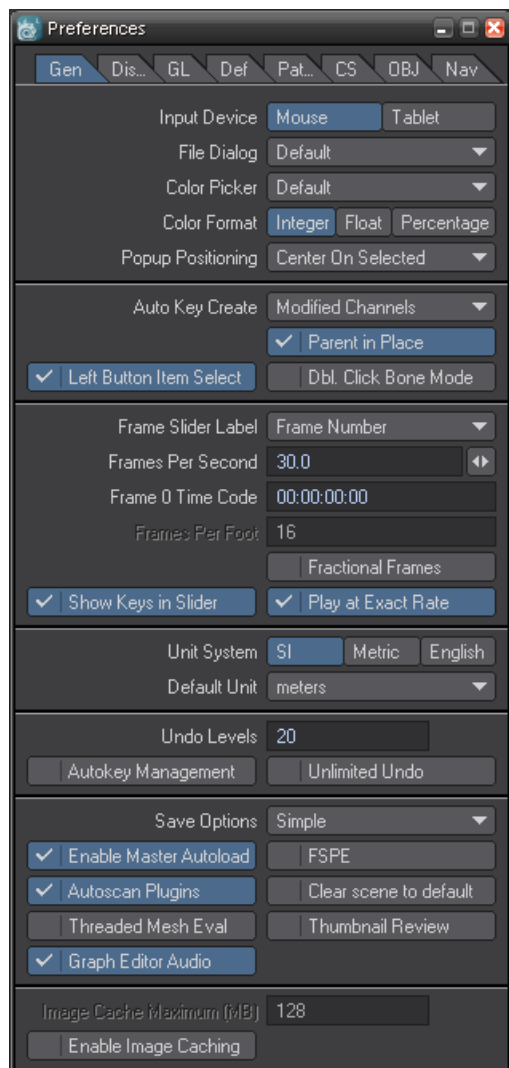 Preferences
Gen Dis... GL Def Pat... CS OBJ Nav
Input Device Mouse Tablet
File Dialog Default
Color Picker Default
Color Format Integer Float Percentage
Popup Positioning Center On Selected
Auto Key Create Modified Channels
Parent in Place
Left Button Item Select Dbl. Click Bone Mode
Frame Slider Label Frame Number
Frames Per Second 30.0
Frame 0 Time Code 00:00:00:00
Frames Per Foot 16
Fractional Frames
Show Keys in Slider Play at Exact Rate
Unit System SI Metric English
Default Unit meters
Undo Levels 20
Autokey Management Unlimited Undo
Save Options Simple
Enable Master Autoload FSPE
Autoscan Plugins Clear scene to default
Threaded Mesh Eval Thumbnail Review
Graph Editor Audio
Image Cache Maximum (MB) 128
Enable Image Caching